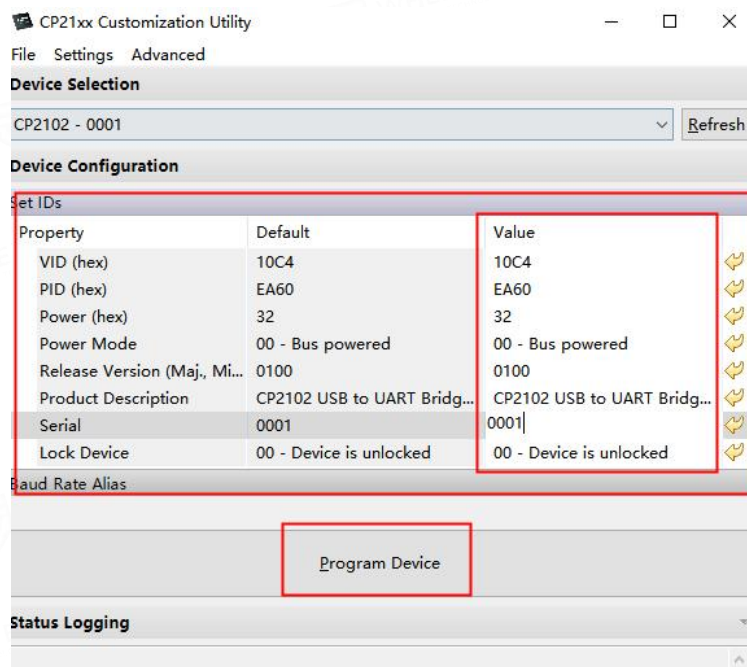 CP21xx Customization Utility
File Settings Advanced
Device Selection
CP2102 - 0001 Refresh
Device Configuration
Set IDs
Property Default Value
VID (hex) 10C4 10C4
PID (hex) EA60 EA60
Power (hex) 32 32
Power Mode 00 - Bus powered 00 - Bus powered
Release Version (Maj., Mi... 0100 0100
Product Description CP2102 USB to UART Bridg... CP2102 USB to UART Bridg...
Serial 0001 0001
Lock Device 00 - Device is unlocked 00 - Device is unlocked
Baud Rate Alias
Program Device
Status Logging